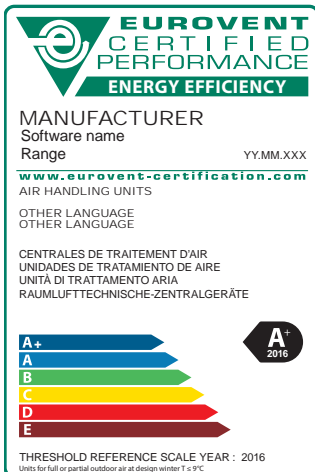 EUROVENT
CERTIFIED
PERFORMANCE
ENERGY EFFICIENCY
MANUFACTURER
Software name
Range YY.MM.XXX
www.eurovent-certification.com
AIR HANDLING UNITS
OTHER LANGUAGE
OTHER LANGUAGE
CENTRALES DE TRAITEMENT D'AIR
UNIDADES DE TRATAMIENTO DE AIRE
UNITÀ DI TRATTAMENTO ARIA
RAUMLUFTTECHNISCHE-ZENTRALGERÄTE
A+
A
B
C
D
E
A+
2016
THRESHOLD REFERENCE SCALE YEAR : 2016
Units for full or partial outdoor air at design winter T ≤ 9°C